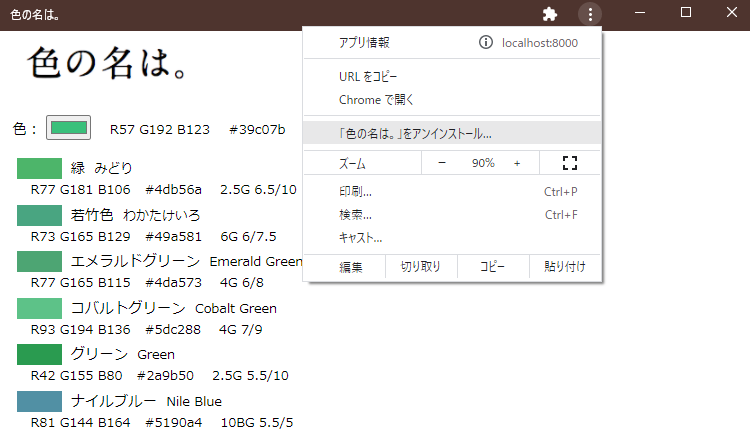 色の名は。
色の名は。
色： R57 G192 B123 #39c07b
緑 みどり
R77 G181 B106 #4db56a 2.5G 6.5/10
若竹色 わかたけいろ
R73 G165 B129 #49a581 6G 6/7.5
エメラルドグリーン Emerald Green
R77 G165 B115 #4da573 4G 6/8
コバルトグリーン Cobalt Green
R93 G194 B136 #5dc288 4G 7/9
グリーン Green
R42 G155 B80 #2a9b50 2.5G 5.5/10
ナイルブルー Nile Blue
R81 G144 B164 #5190a4 10BG 5.5/5
アプリ情報 localhost:8000
URL をコピー
Chrome で開く
「色の名は。」をアンインストール...
ズーム − 90% +
印刷... Ctrl+P
検索... Ctrl+F
キャスト...
編集 切り取り コピー 貼り付け